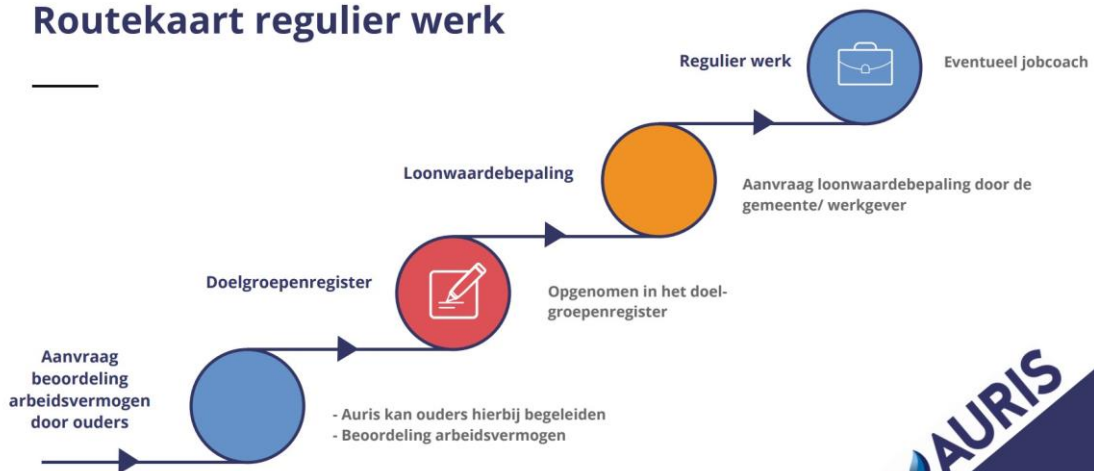 Routekaart regulier werk
Regulier werk
Eventueel jobcoach
Loonwaardebepaling
Aanvraag loonwaardebepaling door de
gemeente/ werkgever
Doelgroepenregister
Opgenomen in het doel-
groepenregister
Aanvraag
beoordeling
arbeidsvermogen
door ouders
- Auris kan ouders hierbij begeleiden
- Beoordeling arbeidsvermogen
AURIS